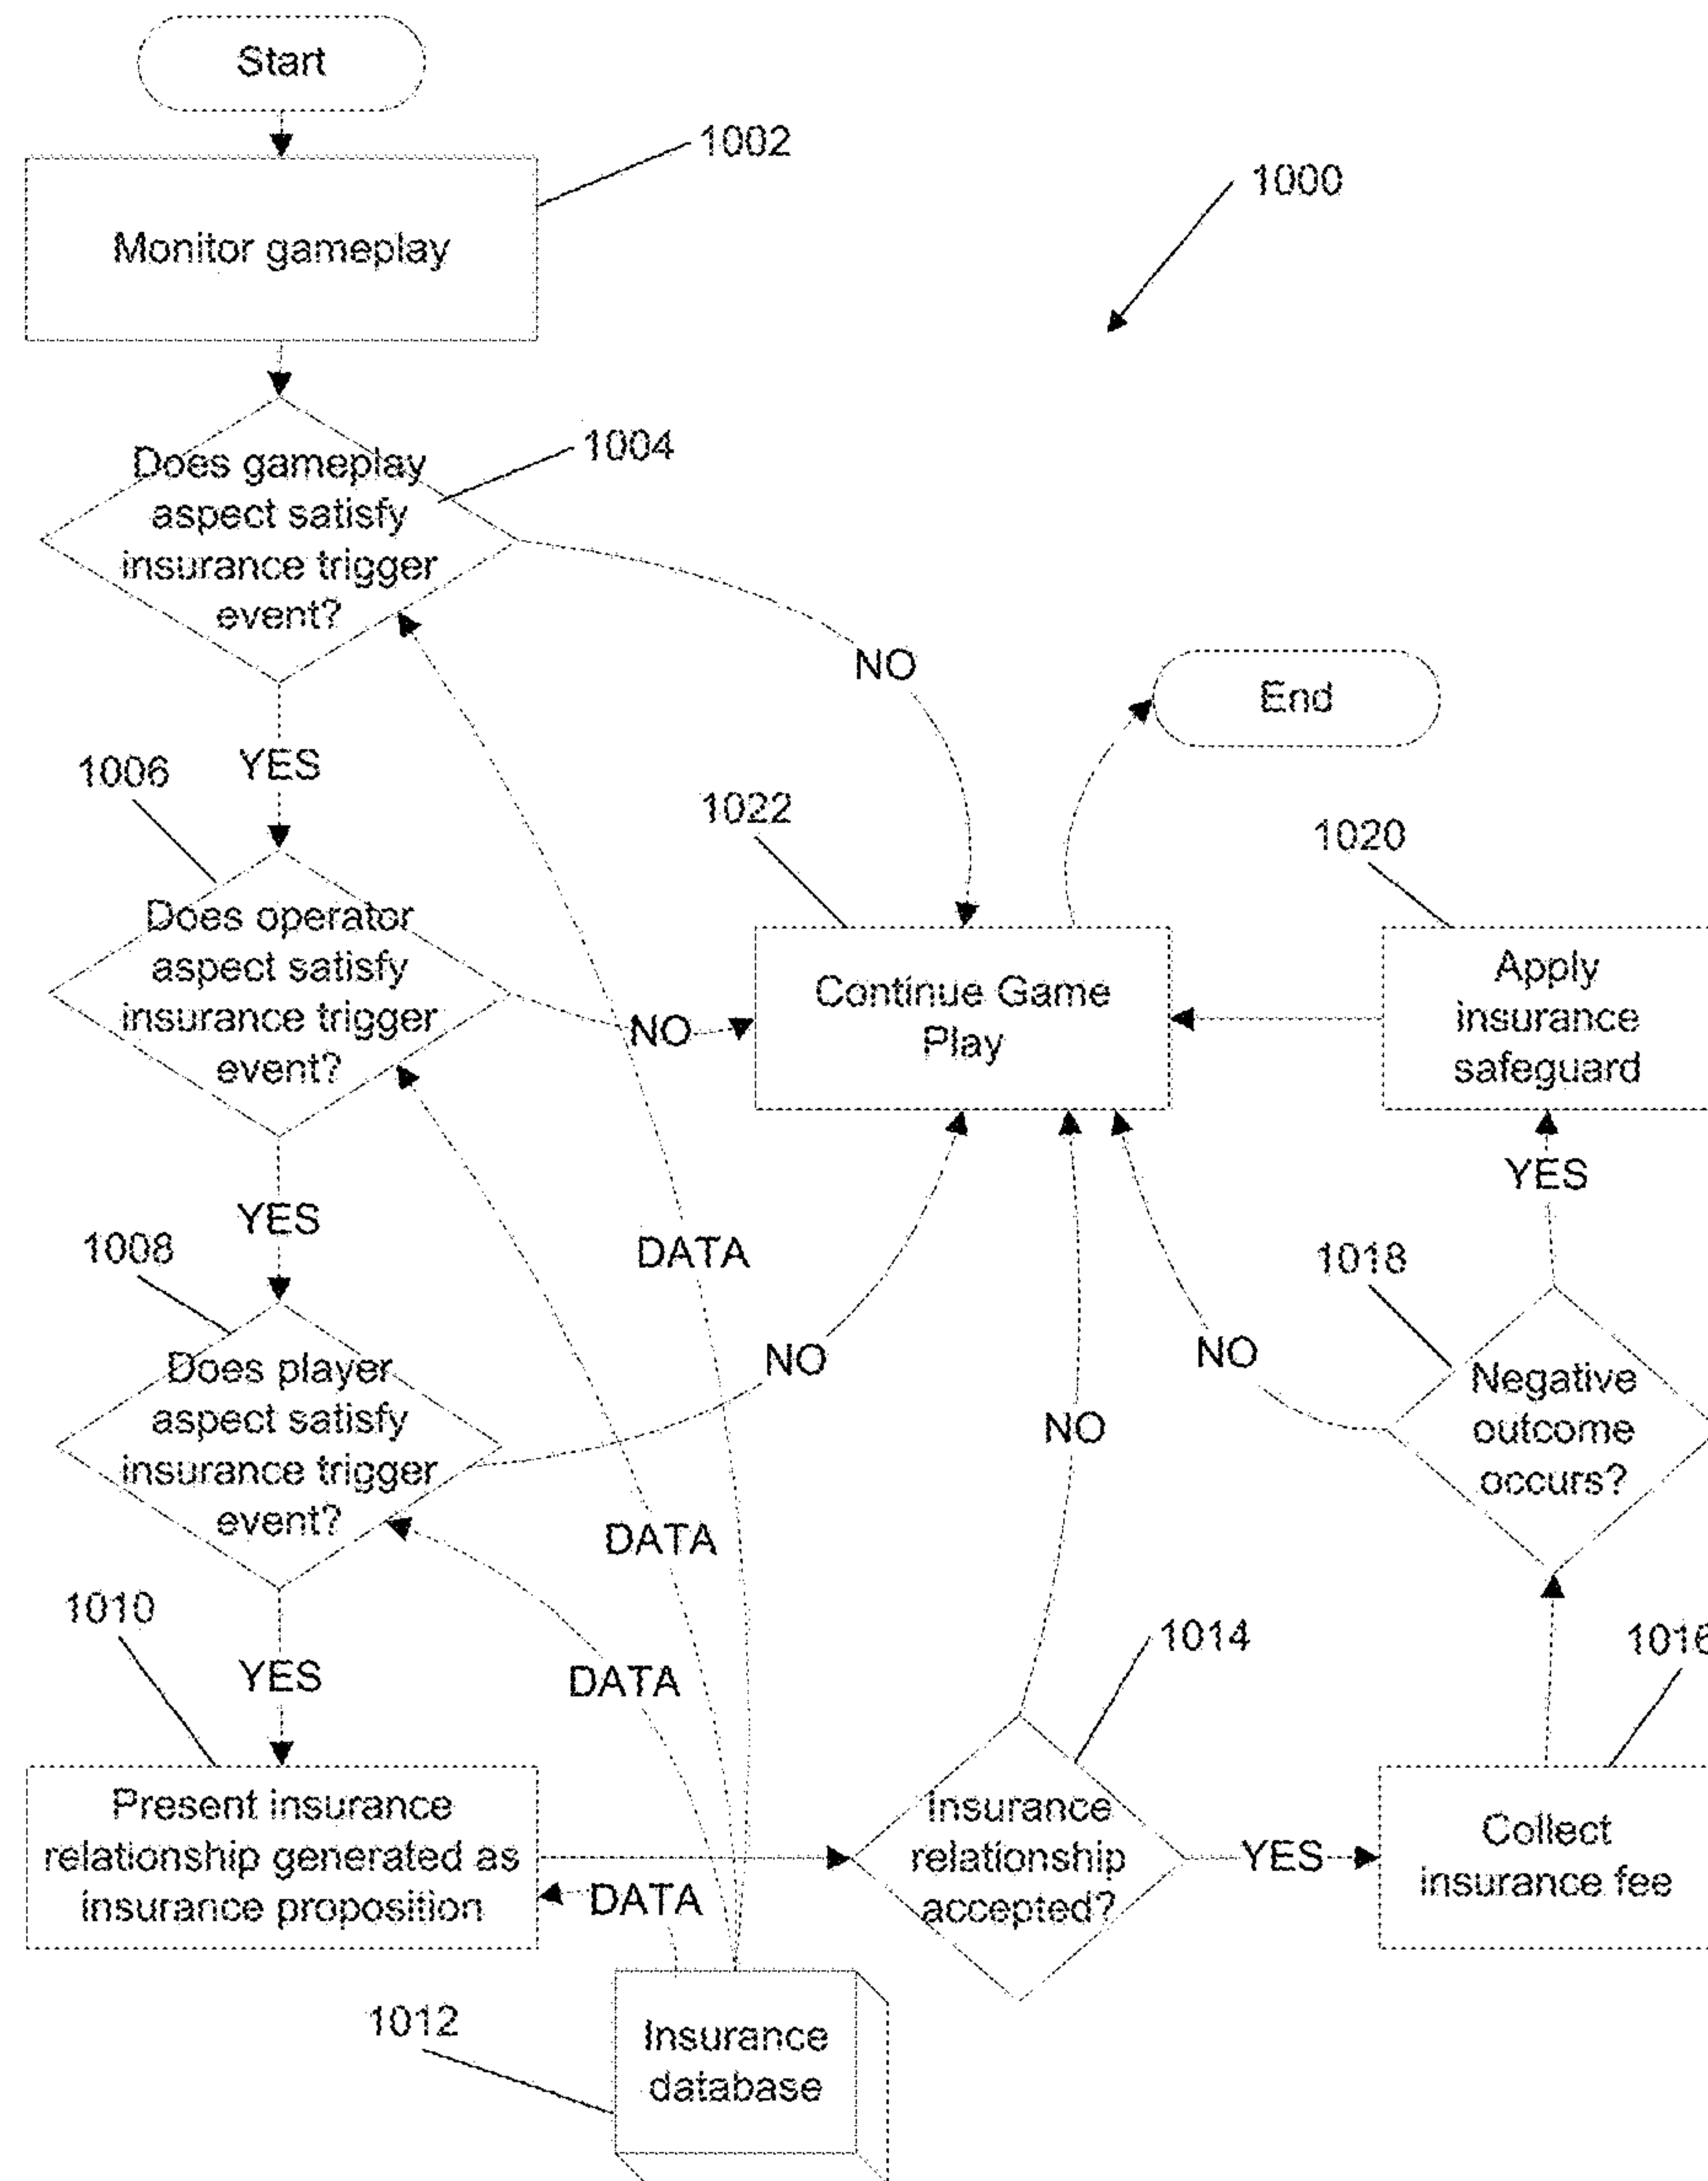 Start
1002
1000
Monitor gameplay
1004
Does gameplay
aspect satisfy
insurance trigger
event?
NO
End
YES
1006
1022
1020
Does operator
aspect satisfy
insurance trigger
event?
NO
Continue Game
Play
Apply
insurance
safeguard
YES
YES
1008
DATA
1018
Does player
aspect satisfy
insurance trigger
event?
NO
NO
NO
Negative
outcome
occurs?
DATA
1010
YES
DATA
1014
1016
Present insurance
relationship generated as
insurance proposition
DATA
Insurance
relationship
accepted?
YES
Collect
insurance fee
1012
Insurance
database